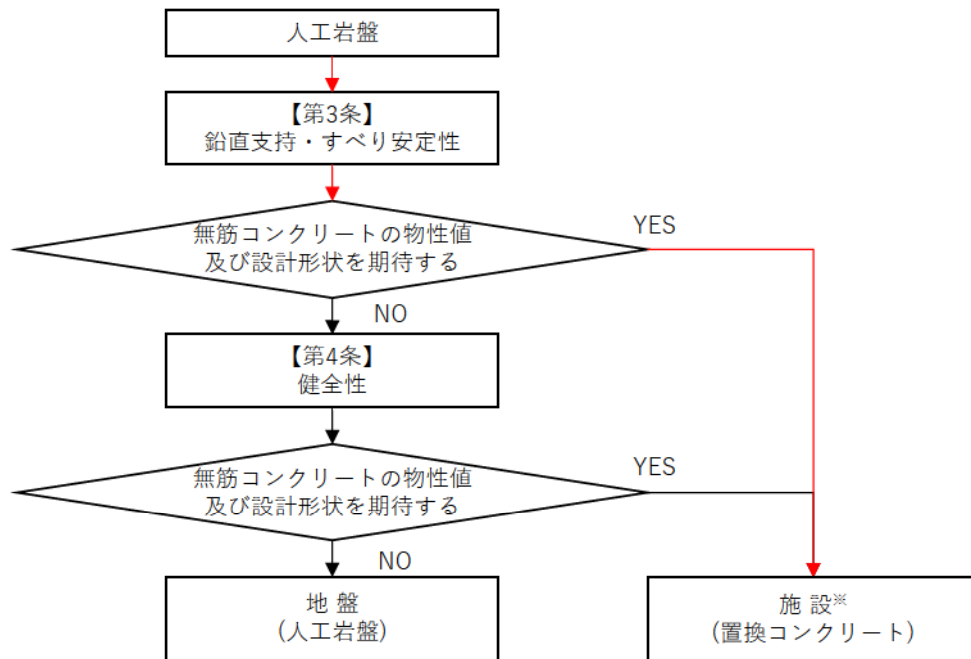 人工岩盤
【第3条】
鉛直支持・すべり安定性
無筋コンクリートの物性値
及び設計形状を期待する
YES
NO
【第4条】
健全性
無筋コンクリートの物性値
及び設計形状を期待する
YES
NO
地 盤
(人工岩盤)
施 設※
(置換コンクリート)